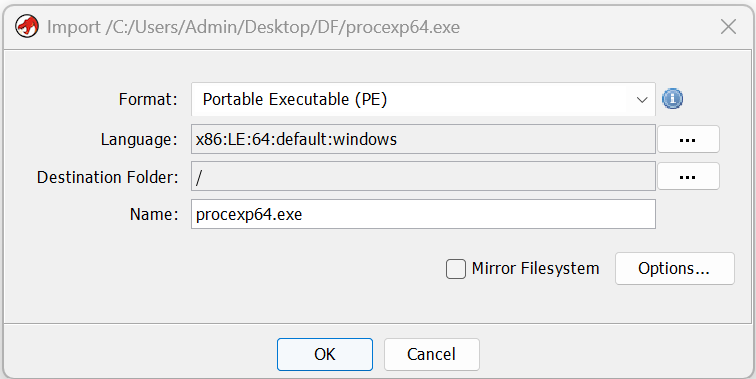 Import /C:/Users/Admin/Desktop/DF/procexp64.exe
Format: Portable Executable (PE)
Language: x86:LE:64:default:windows ...
Destination Folder: / ...
Name: procexp64.exe
Mirror Filesystem Options...
OK Cancel